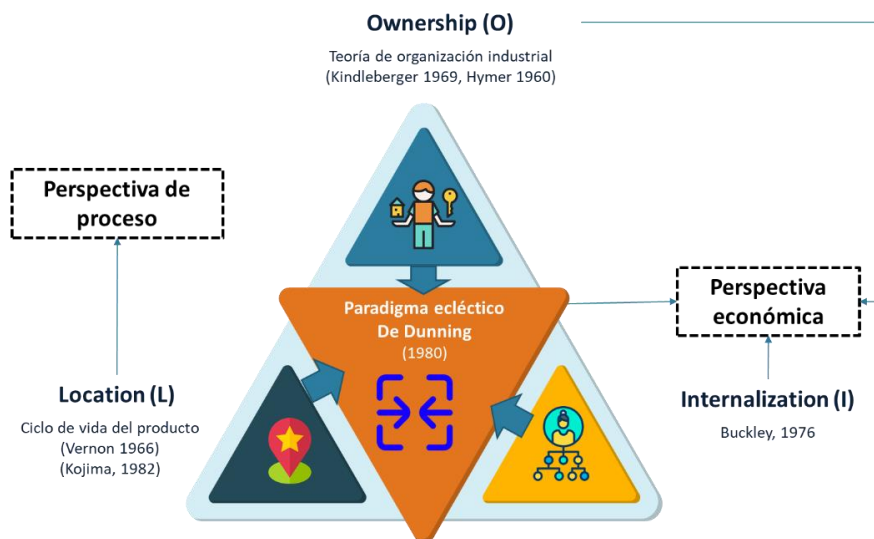 Ownership (O)
Teoría de organización industrial
(Kindleberger 1969, Hymer 1960)
Perspectiva de
proceso
Paradigma ecléctico
De Dunning
(1980)
Perspectiva
económica
Location (L)
Ciclo de vida del producto
(Vernon 1966)
(Kojima, 1982)
Internalization (I)
Buckley, 1976